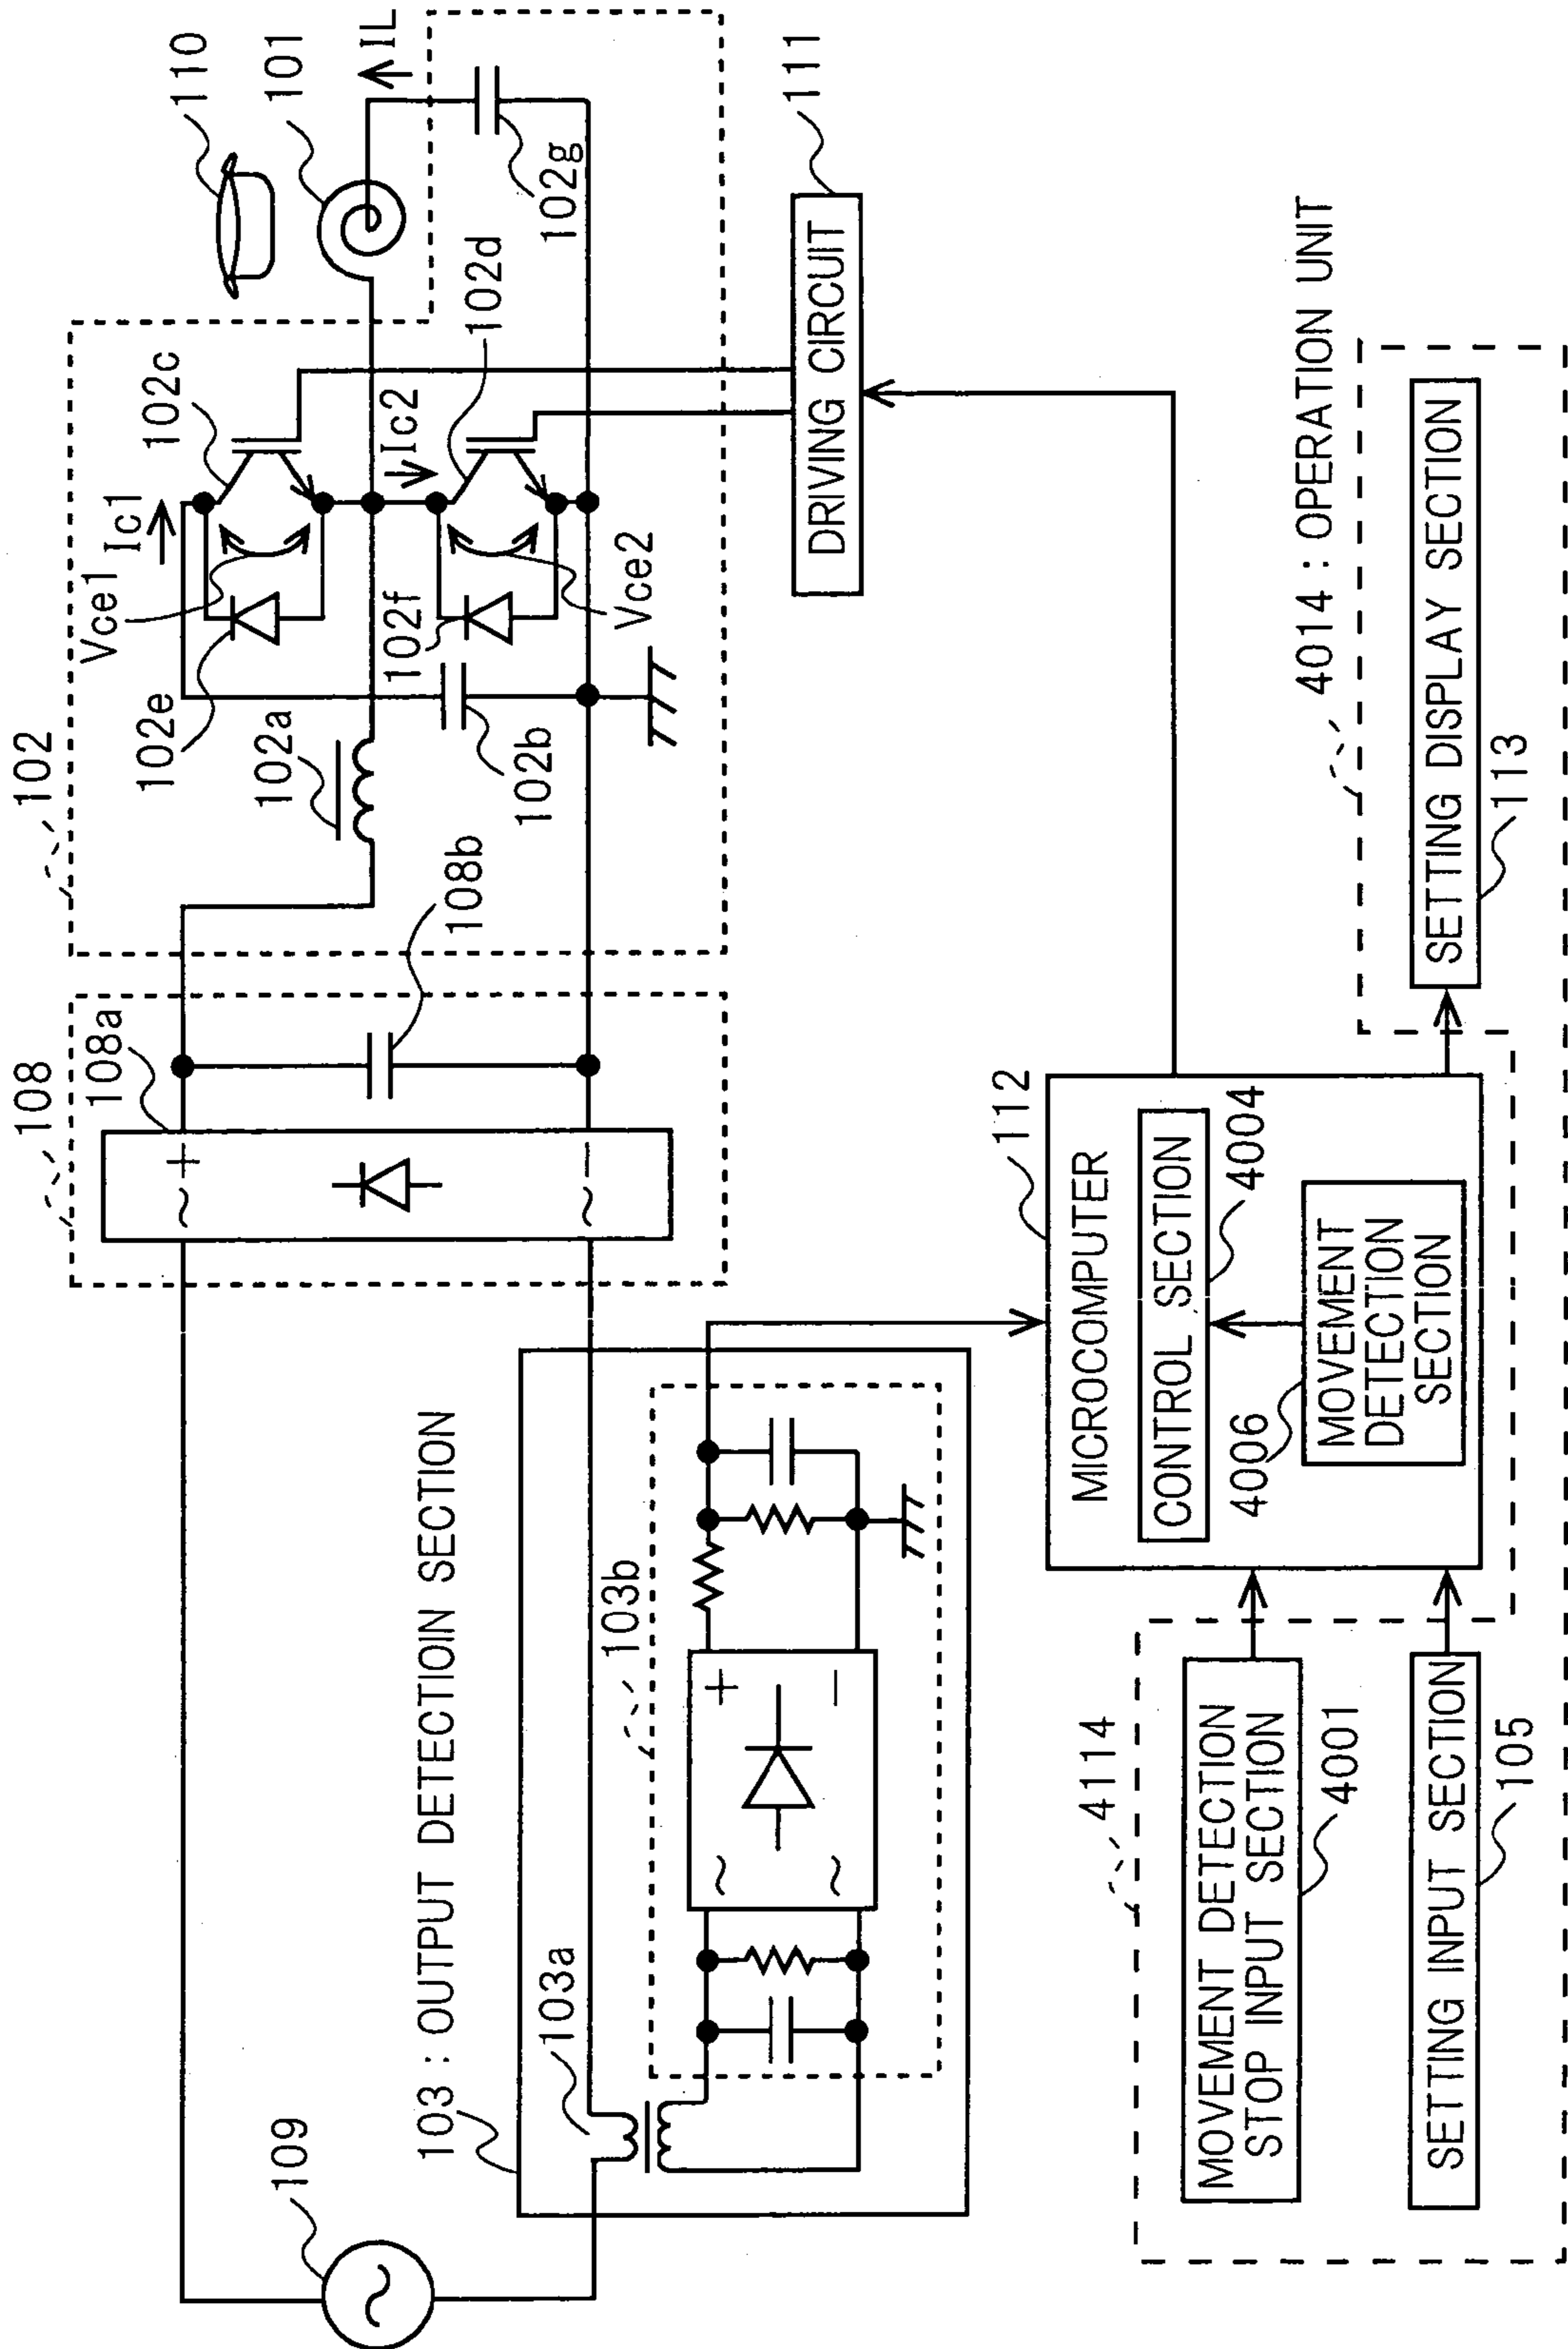 109
108
108a
108b
102
102a
102b
102e
Vce1
Ic1
102c
102f
Vce2
Ic2
102d
110
101
IL
102g
+
~
−
~
103 : OUTPUT DETECTOIN SECTION
103a
103b
+
~
−
~
DRIVING CIRCUIT
111
112
MICROCOMPUTER
CONTROL SECTION
4004
4006
MOVEMENT
DETECTION
SECTION
4114
MOVEMENT DETECTION
STOP INPUT SECTION
4001
SETTING INPUT SECTION
105
4014 : OPERATION UNIT
SETTING DISPLAY SECTION
113